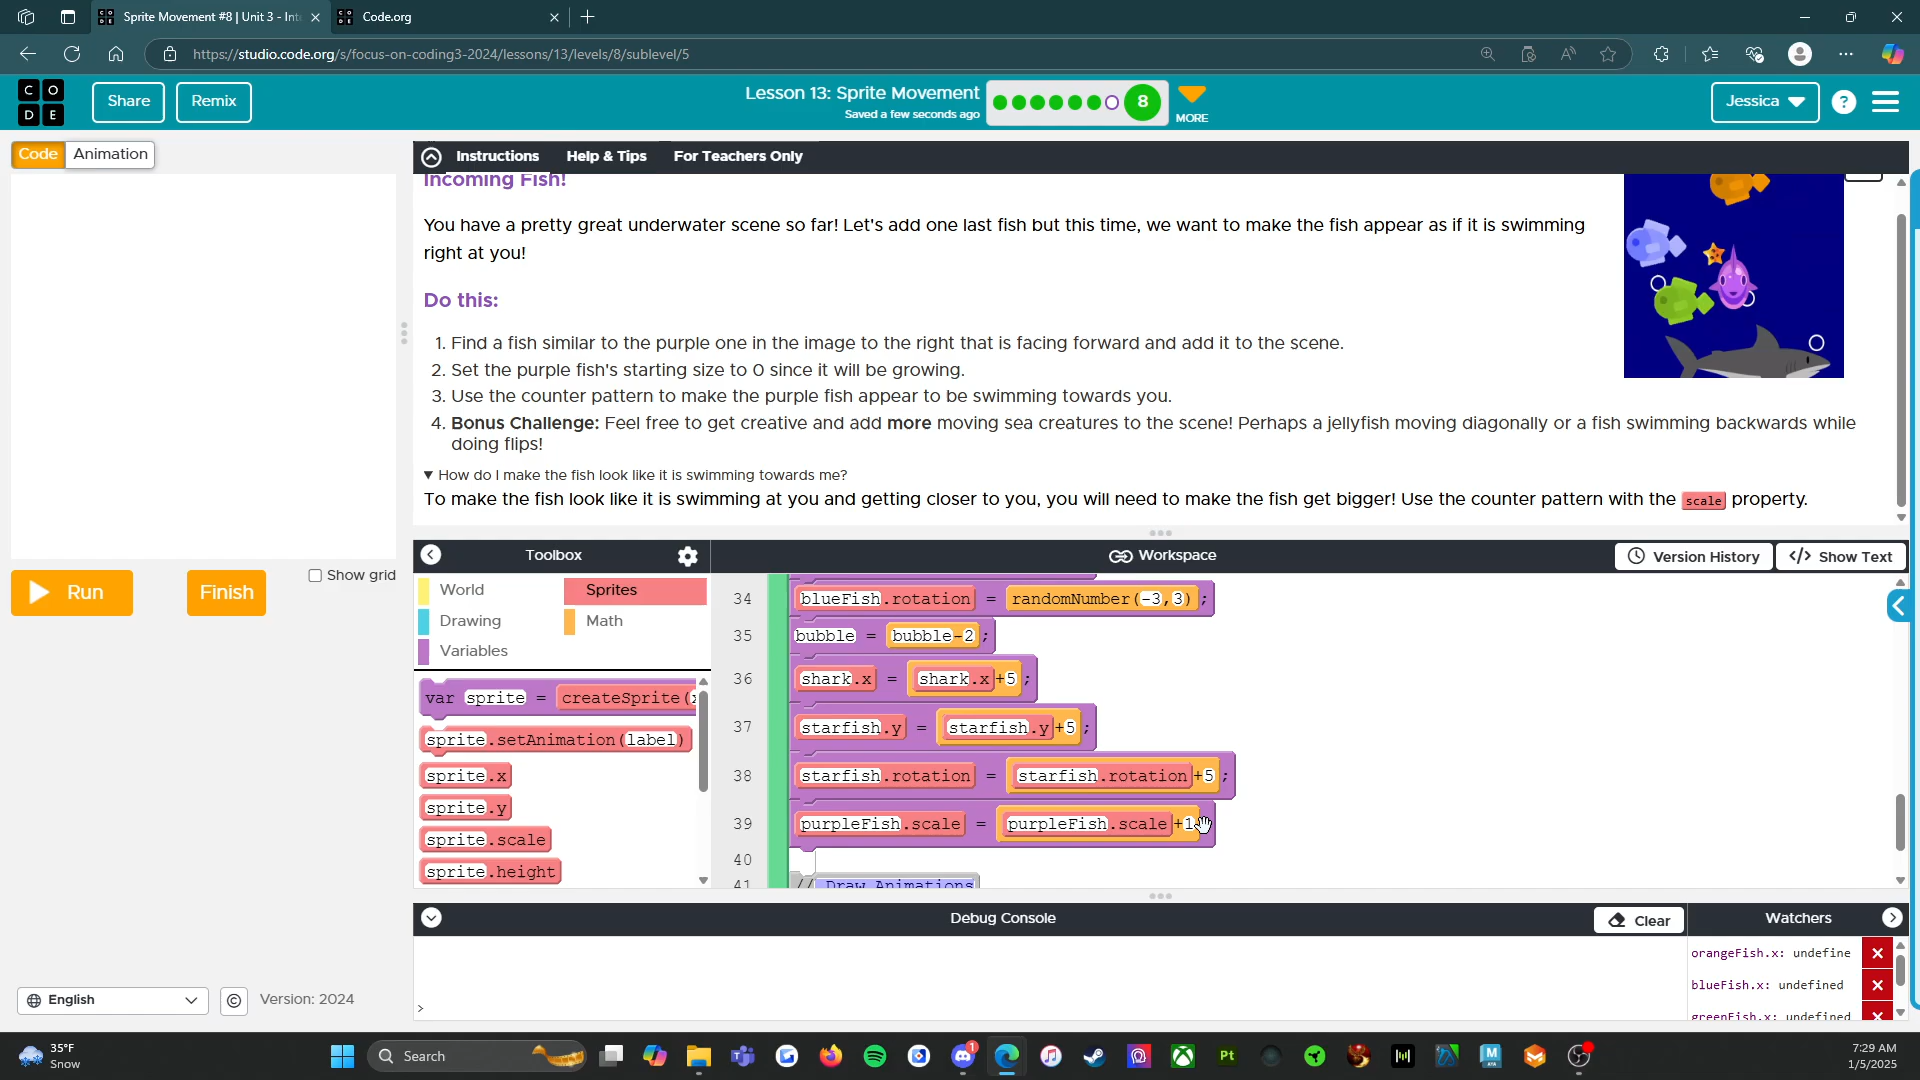 Sprite Movement #8 | Unit 3 - Int
Code.org
https://studio.code.org/s/focus-on-coding3-2024/lessons/13/levels/8/sublevel/5
CODE
Share
Remix
Lesson 13: Sprite Movement
Saved a few seconds ago
8
MORE
Jessica
?
Code
Animation
Instructions
Help & Tips
For Teachers Only
Incoming Fish!
You have a pretty great underwater scene so far! Let's add one last fish but this time, we want to make the fish appear as if it is swimming
right at you!
Do this:
1. Find a fish similar to the purple one in the image to the right that is facing forward and add it to the scene.
2. Set the purple fish's starting size to 0 since it will be growing.
3. Use the counter pattern to make the purple fish appear to be swimming towards you.
4. Bonus Challenge: Feel free to get creative and add more moving sea creatures to the scene! Perhaps a jellyfish moving diagonally or a fish swimming backwards while
doing flips!
▼ How do I make the fish look like it is swimming towards me?
To make the fish look like it is swimming at you and getting closer to you, you will need to make the fish get bigger! Use the counter pattern with the scale property.
Run
Finish
Show grid
Toolbox
Workspace
Version History
</> Show Text
World
Sprites
Drawing
Math
Variables
var sprite = createSprite(
sprite.setAnimation(label)
sprite.x
sprite.y
sprite.scale
sprite.height
34 blueFish.rotation = randomNumber(-3,3);
35 bubble = bubble-2;
36 shark.x = shark.x+5;
37 starfish.y = starfish.y+5;
38 starfish.rotation = starfish.rotation+5;
39 purpleFish.scale = purpleFish.scale+1
40
41 // Draw Animations
Debug Console
Clear
Watchers
orangeFish.x: undefine
blueFish.x: undefined
greenFish.x: undefined
>
English
©
Version: 2024
35°F
Snow
Search
1
Pt
M
7:29 AM
1/5/2025